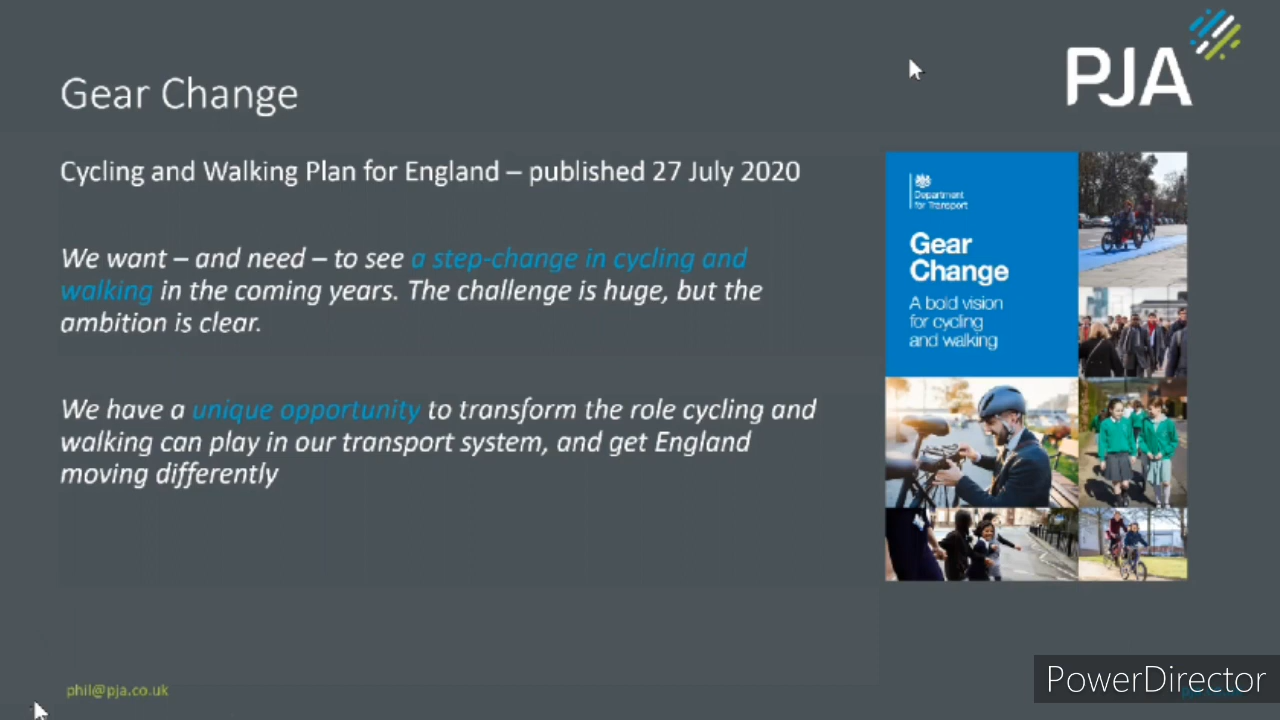 PJA
Gear Change
Cycling and Walking Plan for England – published 27 July 2020
We want – and need – to see a step-change in cycling and
walking in the coming years. The challenge is huge, but the
ambition is clear.
We have a unique opportunity to transform the role cycling and
walking can play in our transport system, and get England
moving differently
Department
for Transport
Gear
Change
A bold vision
for cycling
and walking
phil@pja.co.uk
PowerDirector